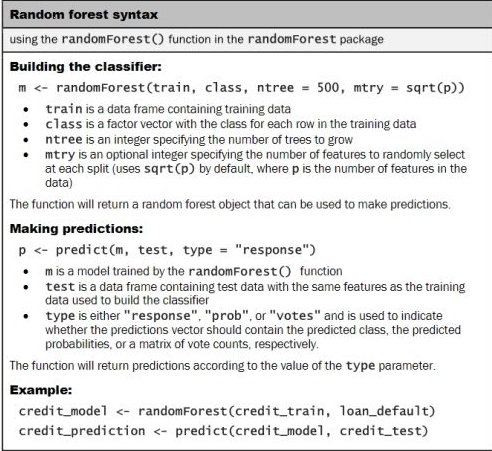 Random forest syntax
using the randomForest() function in the randomForest package
Building the classifier:
m <- randomForest(train, class, ntree = 500, mtry = sqrt(p))
• train is a data frame containing training data
• class is a factor vector with the class for each row in the training data
• ntree is an integer specifying the number of trees to grow
• mtry is an optional integer specifying the number of features to randomly select
at each split (uses sqrt(p) by default, where p is the number of features in the
data)
The function will return a random forest object that can be used to make predictions.
Making predictions:
p <- predict(m, test, type = "response")
• m is a model trained by the randomForest() function
• test is a data frame containing test data with the same features as the training
data used to build the classifier
• type is either "response", "prob", or "votes" and is used to indicate
whether the predictions vector should contain the predicted class, the predicted
probabilities, or a matrix of vote counts, respectively.
The function will return predictions according to the value of the type parameter.
Example:
credit_model <- randomForest(credit_train, loan_default)
credit_prediction <- predict(credit_model, credit_test)